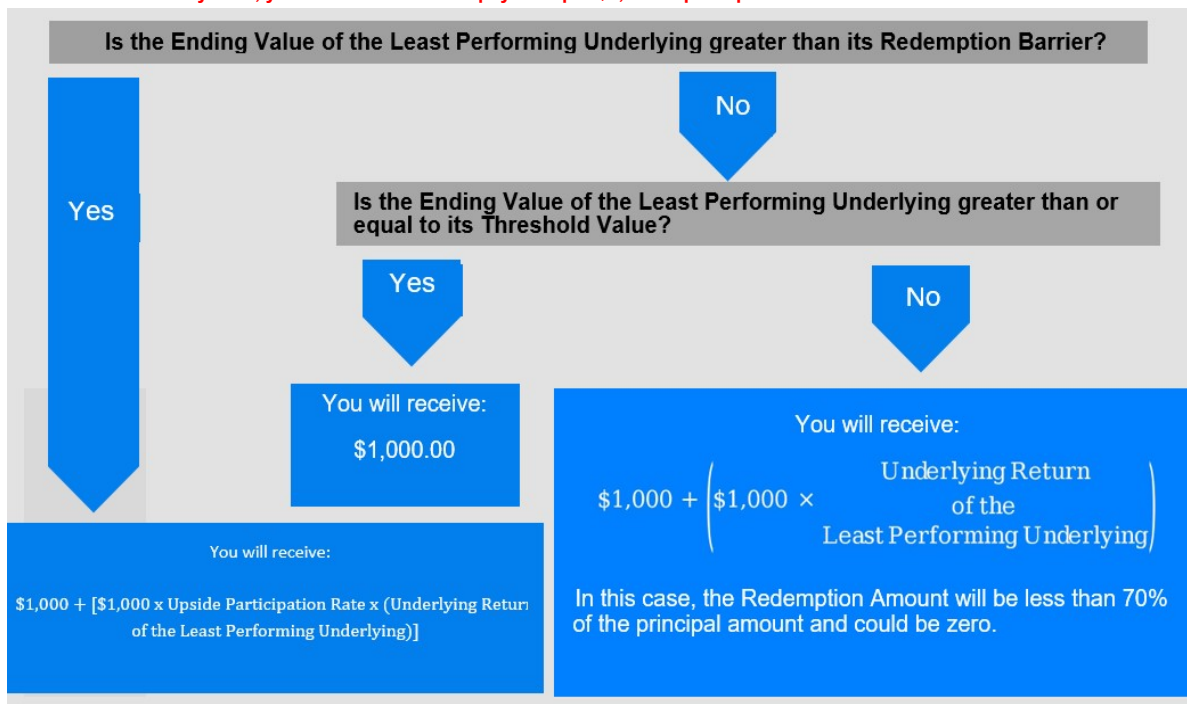 Is the Ending Value of the Least Performing Underlying greater than its Redemption Barrier?
No
Yes
Is the Ending Value of the Least Performing Underlying greater than or
equal to its Threshold Value?
Yes
No
You will receive:
$1,000.00
You will receive:
$1,000 + ($1,000 × Underlying Return
of the
Least Performing Underlying)
In this case, the Redemption Amount will be less than 70%
of the principal amount and could be zero.
You will receive:
$1,000 + [$1,000 x Upside Participation Rate x (Underlying Return
of the Least Performing Underlying)]